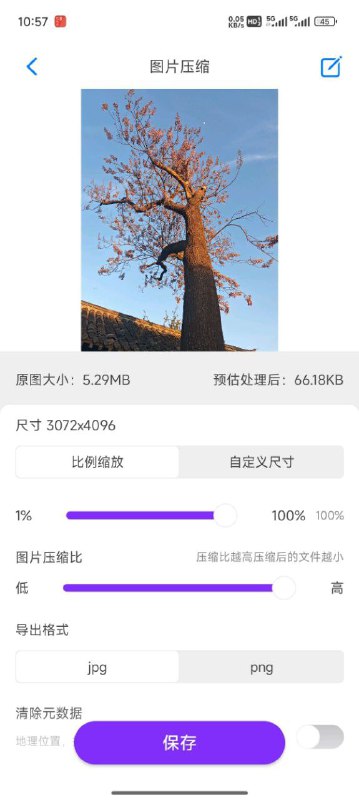 10:57 0.05 KB/s HD 5G 5G 45
图片压缩
原图大小：5.29MB 预估处理后：66.18KB
尺寸 3072x4096
比例缩放 自定义尺寸
1% 100% 100%
图片压缩比 压缩比越高压缩后的文件越小
低 高
导出格式
jpg png
清除元数据
地理位置，
保存